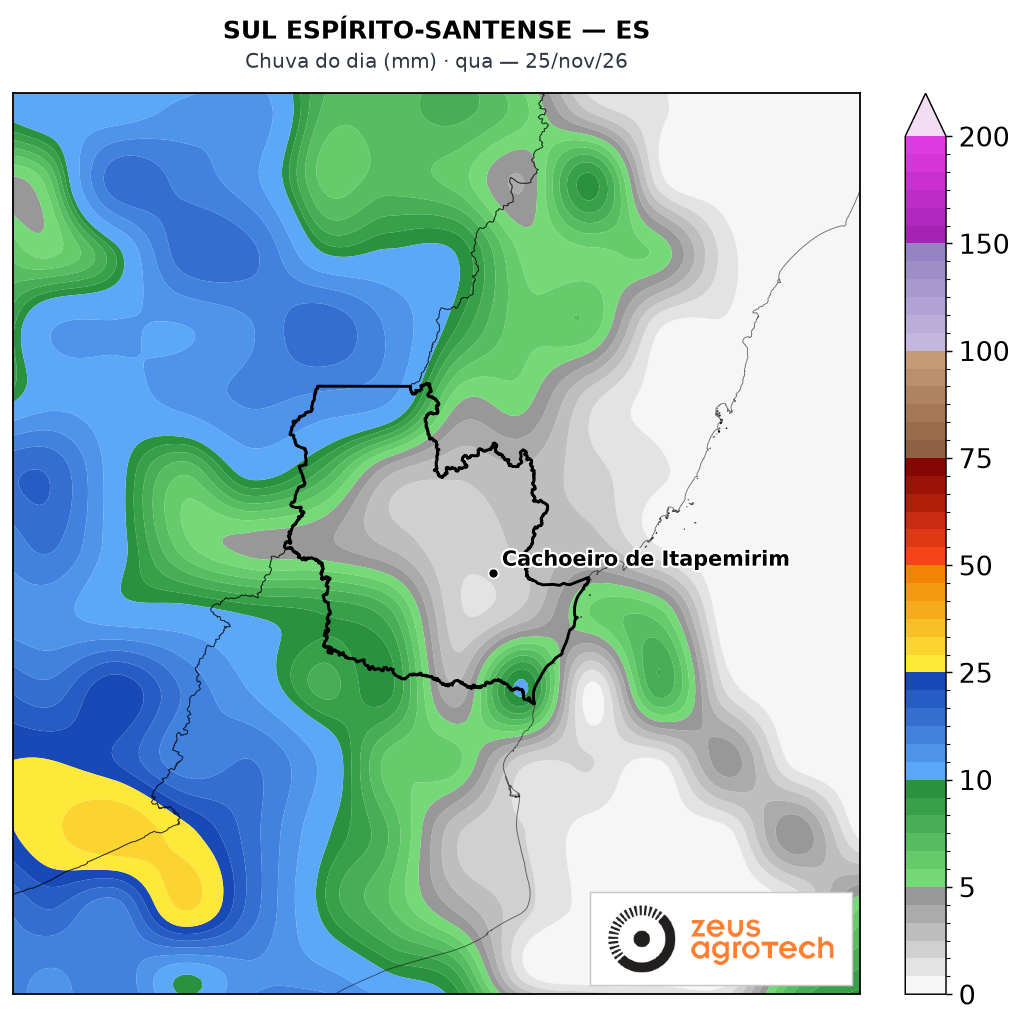 SUL ESPÍRITO-SANTENSE — ES
Chuva do dia (mm) · qua — 25/nov/26
200
150
100
75
50
25
10
5
0
Cachoeiro de Itapemirim
zeus
agrotech